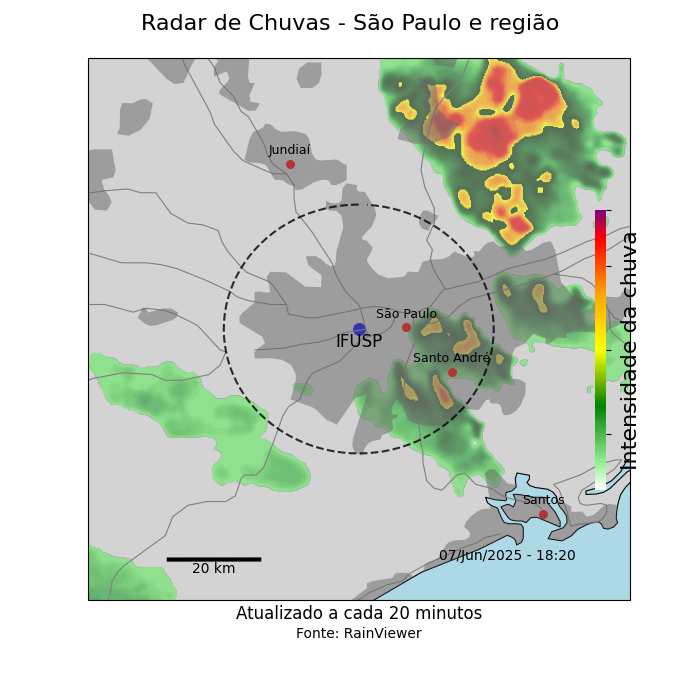 Radar de Chuvas - São Paulo e região
Jundiaí
São Paulo
IFUSP
Santo André
Santos
Intensidade da chuva
07/Jun/2025 - 18:20
20 km
Atualizado a cada 20 minutos
Fonte: RainViewer